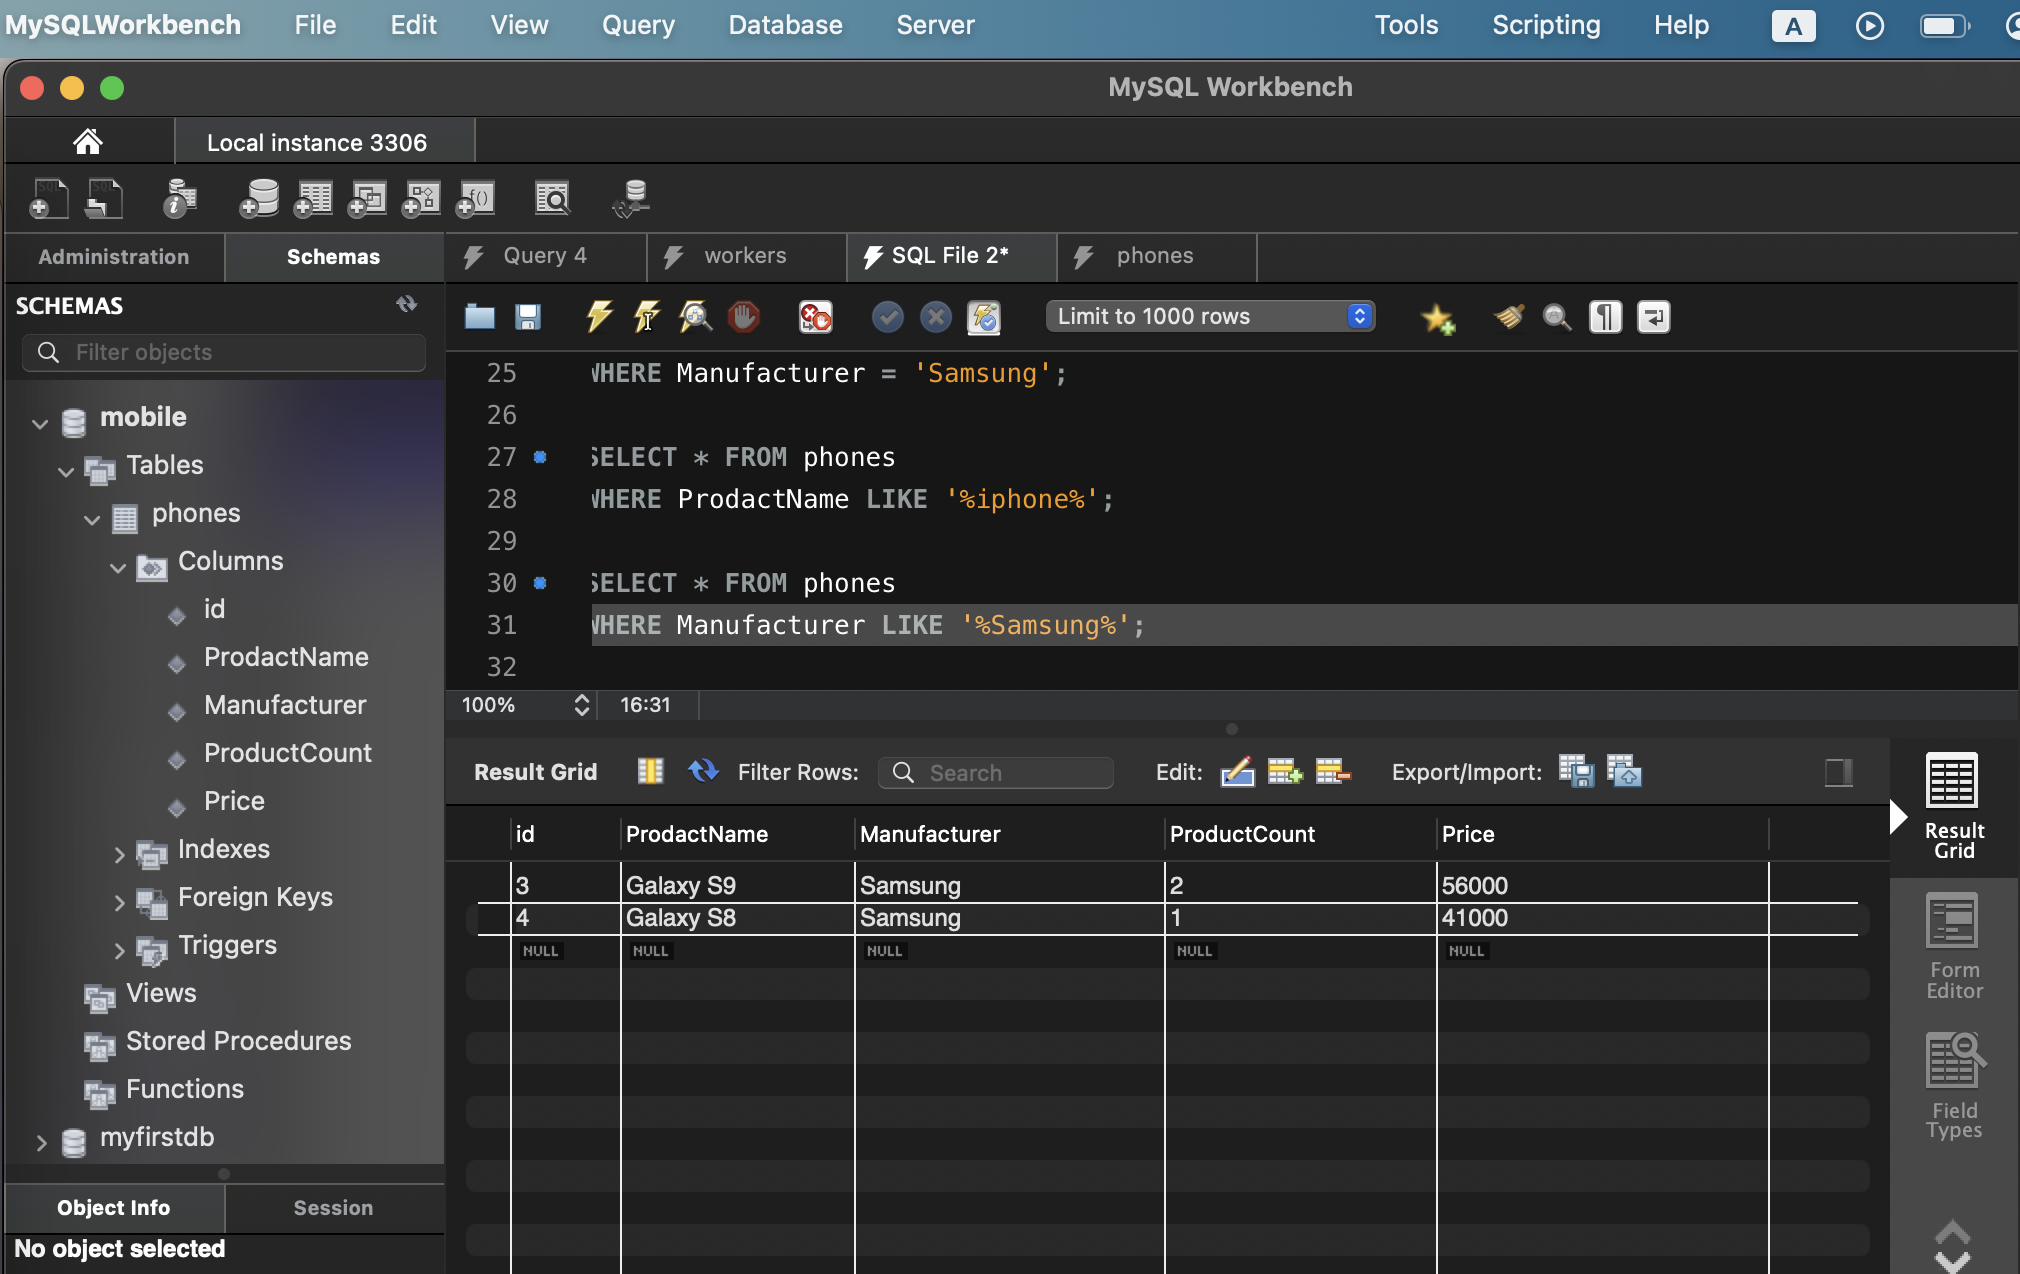 MySQLWorkbench File Edit View Query Database Server Tools Scripting Help A
MySQL Workbench
Local instance 3306
Administration Schemas Query 4 workers SQL File 2* phones
SCHEMAS
Limit to 1000 rows
Filter objects
mobile
Tables
phones
Columns
id
ProdactName
Manufacturer
ProductCount
Price
Indexes
Foreign Keys
Triggers
Views
Stored Procedures
Functions
myfirstdb
Object Info Session
No object selected
25 WHERE Manufacturer = 'Samsung';
26
27 SELECT * FROM phones
28 WHERE ProdactName LIKE '%iphone%';
29
30 SELECT * FROM phones
31 WHERE Manufacturer LIKE '%Samsung%';
32
100% 16:31
Result Grid Filter Rows: Search Edit: Export/Import:
id ProdactName Manufacturer ProductCount Price
3 Galaxy S9 Samsung 2 56000
4 Galaxy S8 Samsung 1 41000
NULL NULL NULL NULL NULL
Result
Grid
Form
Editor
Field
Types